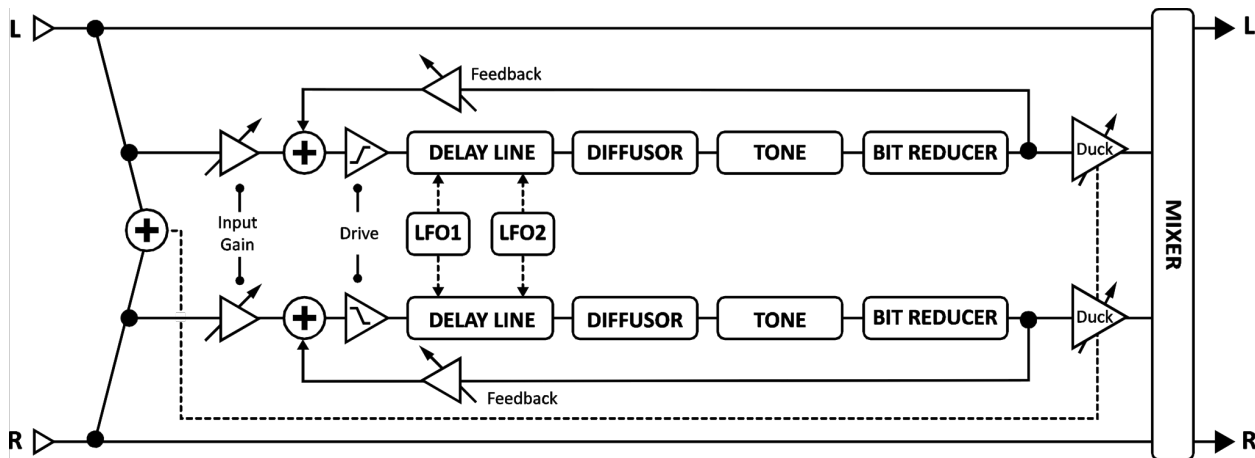 L
L
Feedback
DELAY LINE
DIFFUSOR
TONE
BIT REDUCER
Duck
Input
Gain
Drive
LFO1
LFO2
MIXER
DELAY LINE
DIFFUSOR
TONE
BIT REDUCER
Duck
Feedback
R
R